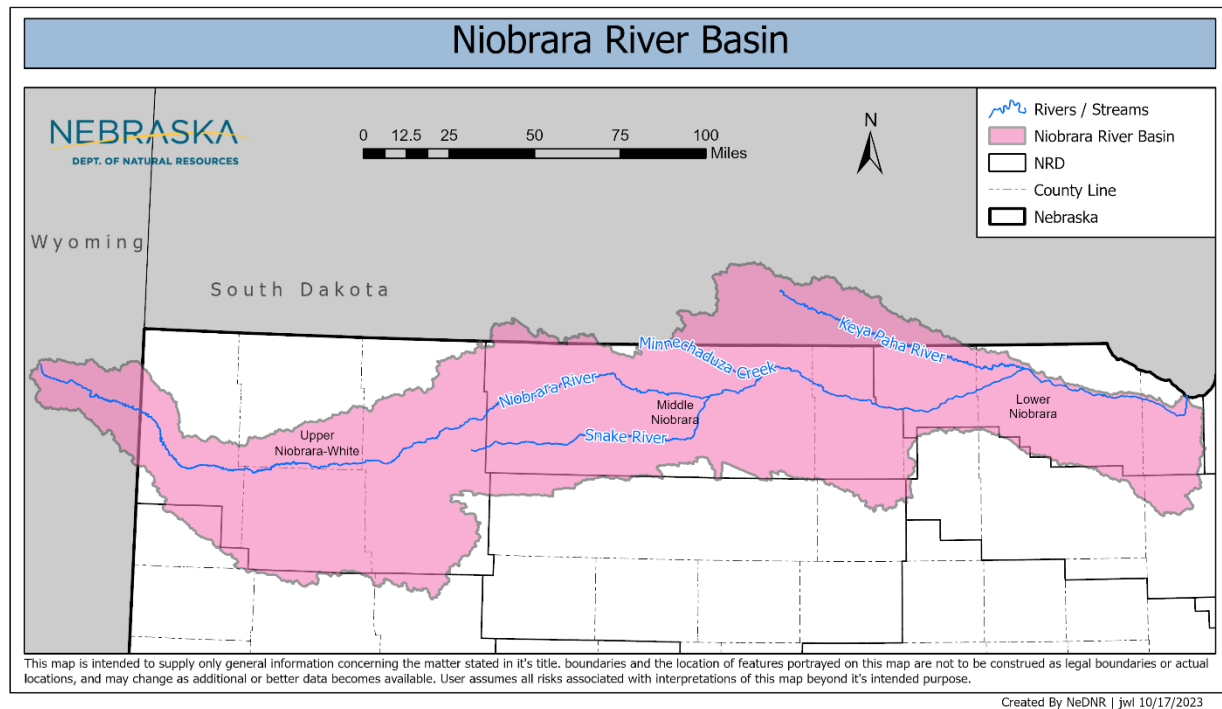 Niobrara River Basin
NEBRASKA
DEPT. OF NATURAL RESOURCES
0 12.5 25 50 75 100
Miles
N
Rivers / Streams
Niobrara River Basin
NRD
County Line
Nebraska
Wyoming
South Dakota
Keya Paha River
Minnechaduza Creek
Niobrara River
Middle
Niobrara
Lower
Niobrara
Upper
Niobrara-White
Snake River
This map is intended to supply only general information concerning the matter stated in it's title. boundaries and the location of features portrayed on this map are not to be construed as legal boundaries or actual
locations, and may change as additional or better data becomes available. User assumes all risks associated with interpretations of this map beyond it's intended purpose.
Created By NeDNR | jwl 10/17/2023